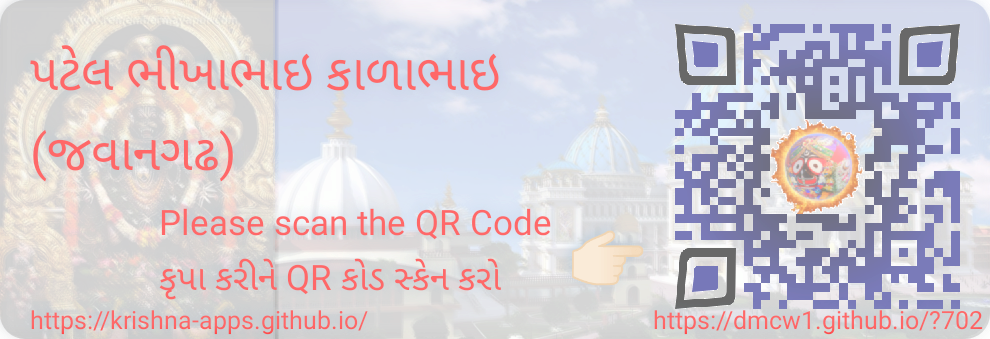 પટેલ ભીખાભાઇ કાળાભાઇ
(જવાનગઢ)
Please scan the QR Code
કૃપા કરીને QR કોડ સ્કેન કરો
https://krishna-apps.github.io/
https://dmcw1.github.io/?702